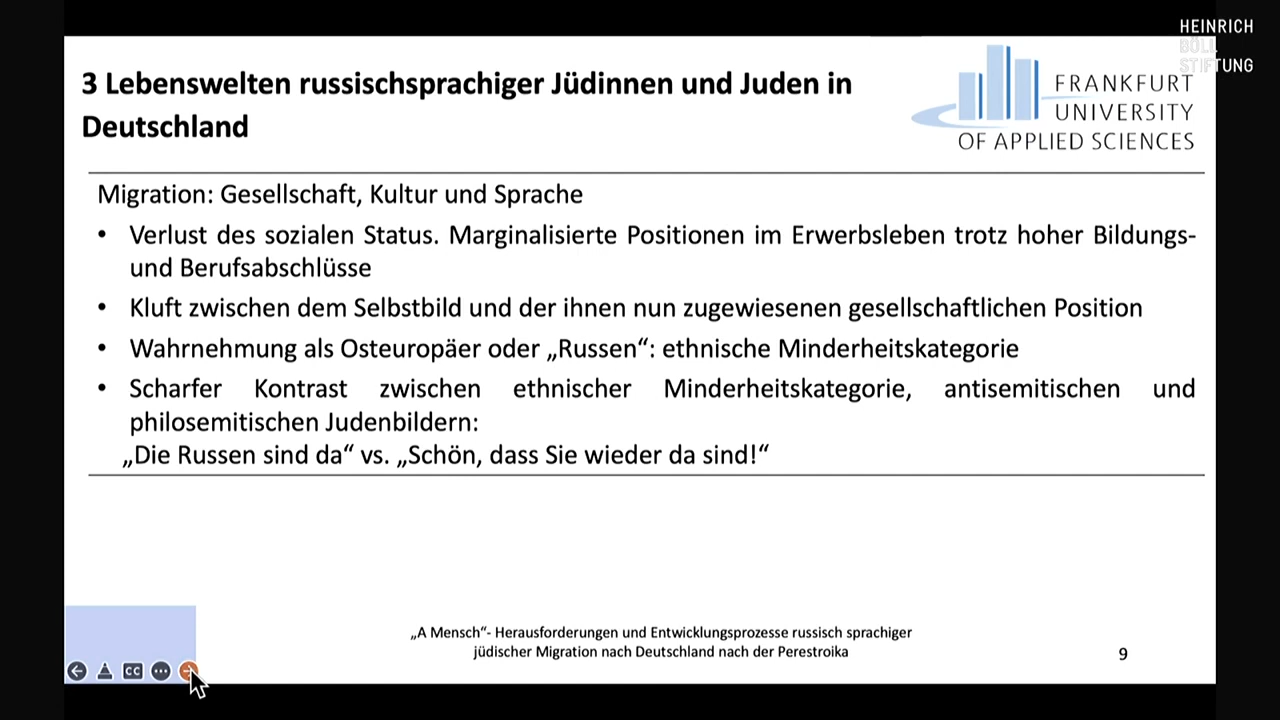 HEINRICH
BÖLL
STIFTUNG
3 Lebenswelten russischsprachiger Jüdinnen und Juden in
Deutschland
FRANKFURT
UNIVERSITY
OF APPLIED SCIENCES
Migration: Gesellschaft, Kultur und Sprache
• Verlust des sozialen Status. Marginalisierte Positionen im Erwerbsleben trotz hoher Bildungs-
und Berufsabschlüsse
• Kluft zwischen dem Selbstbild und der ihnen nun zugewiesenen gesellschaftlichen Position
• Wahrnehmung als Osteuropäer oder „Russen“: ethnische Minderheitskategorie
• Scharfer Kontrast zwischen ethnischer Minderheitskategorie, antisemitischen und
philosemitischen Judenbildern:
„Die Russen sind da“ vs. „Schön, dass Sie wieder da sind!“
„A Mensch“- Herausforderungen und Entwicklungsprozesse russisch sprachiger
jüdischer Migration nach Deutschland nach der Perestroika
9
CC